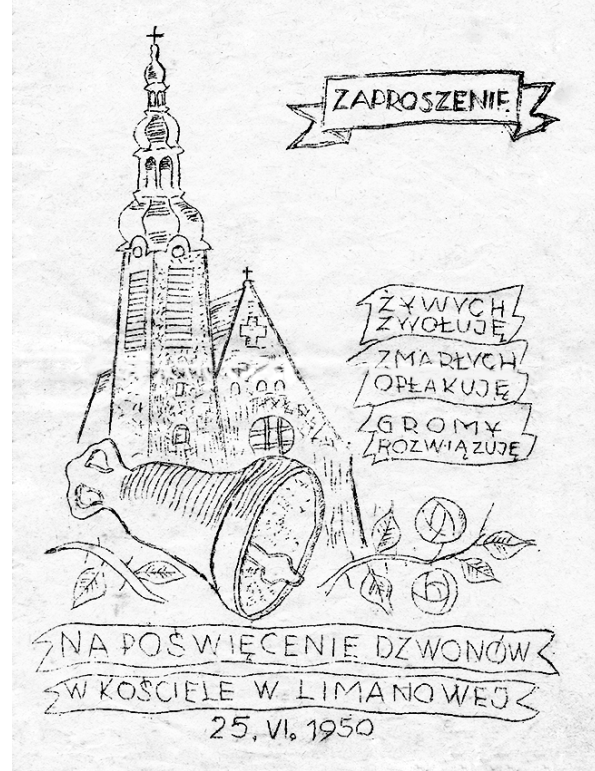 ZAPROSZENIE
ŻYWYCH
ZWOŁUJĘ
ZMARŁYCH
OPŁAKUJĘ
GROMY
ROZWIĄZUJĘ
NA POŚWIĘCENIE DZWONÓW
W KOŚCIELE W LIMANOWEJ
25. VI. 1950